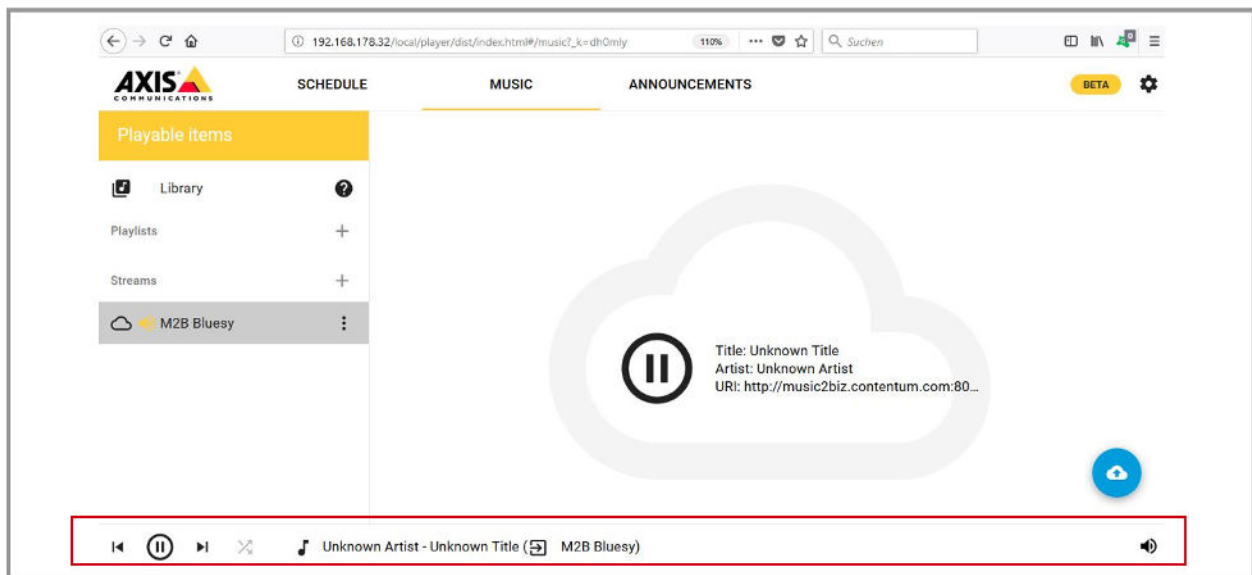 192.168.178.32/local/player/dist/index.html#/music?_k=dh0mly 110% Suchen
AXIS COMMUNICATIONS
SCHEDULE MUSIC ANNOUNCEMENTS BETA
Playable items
Library
Playlists
Streams
M2B Bluesy
Title: Unknown Title
Artist: Unknown Artist
URI: http://music2biz.contentum.com:80...
Unknown Artist - Unknown Title ( M2B Bluesy)